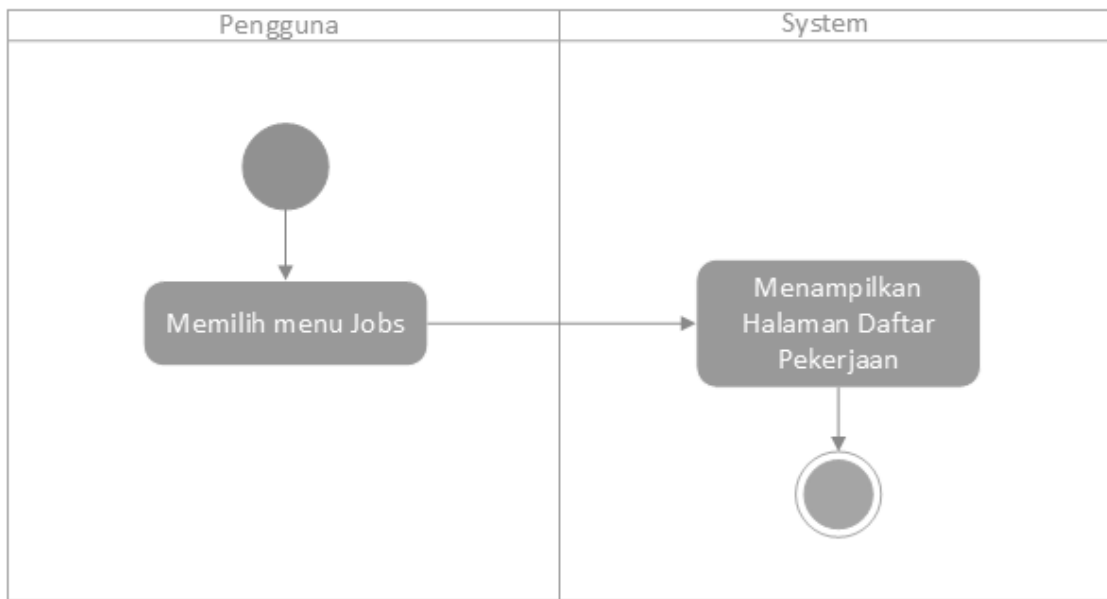 Pengguna
System
Memilih menu Jobs
Menampilkan
Halaman Daftar
Pekerjaan